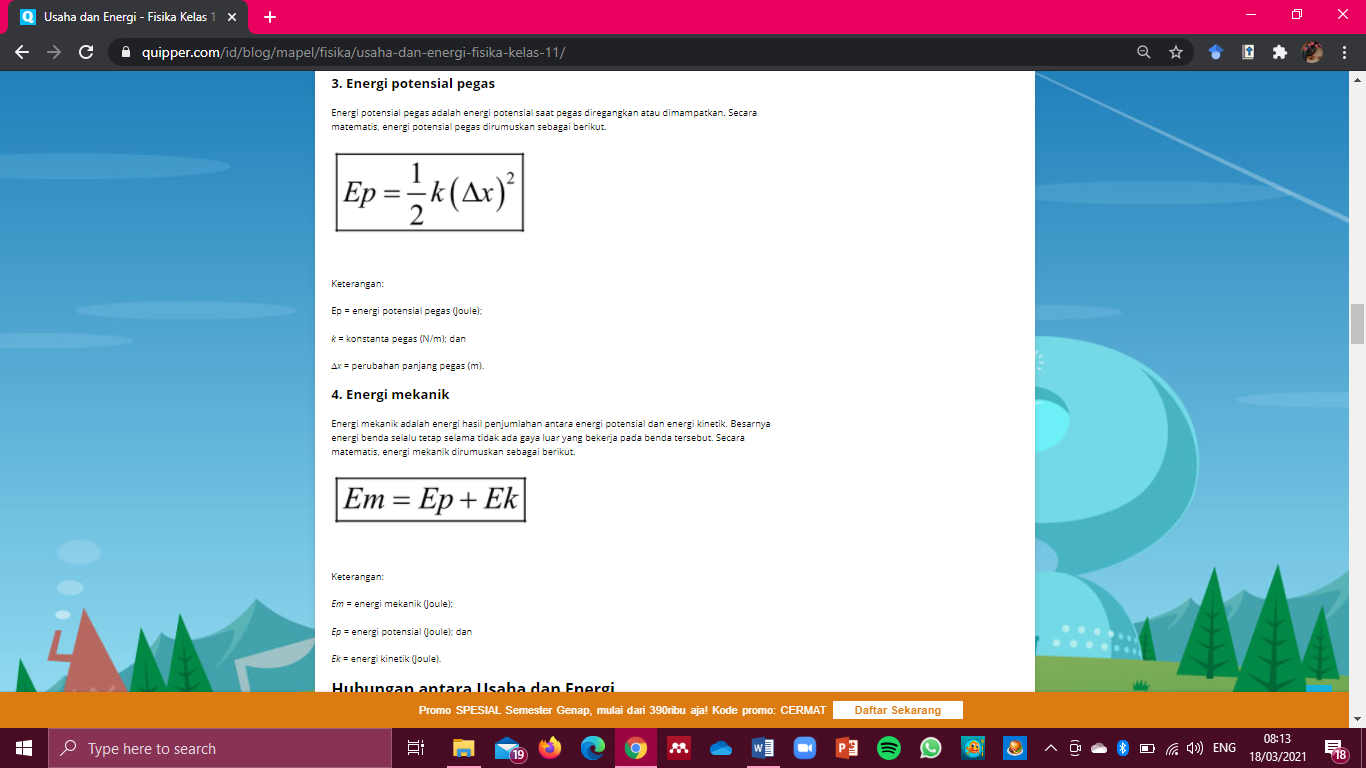 Usaha dan Energi - Fisika Kelas 1
quipper.com/id/blog/mapel/fisika/usaha-dan-energi-fisika-kelas-11/
3. Energi potensial pegas
Energi potensial pegas adalah energi potensial saat pegas diregangkan atau dimampatkan. Secara
matematis, energi potensial pegas dirumuskan sebagai berikut.
Ep = 1/2 k (Δx)²
Keterangan:
Ep = energi potensial pegas (Joule);
k = konstanta pegas (N/m); dan
Δx = perubahan panjang pegas (m).
4. Energi mekanik
Energi mekanik adalah energi hasil penjumlahan antara energi potensial dan energi kinetik. Besarnya
energi benda selalu tetap selama tidak ada gaya luar yang bekerja pada benda tersebut. Secara
matematis, energi mekanik dirumuskan sebagai berikut.
Em = Ep + Ek
Keterangan:
Em = energi mekanik (Joule);
Ep = energi potensial (Joule); dan
Ek = energi kinetik (Joule).
Hubungan antara Usaha dan Energi
Promo SPESIAL Semester Genap, mulai dari 390ribu aja! Kode promo: CERMAT Daftar Sekarang
Type here to search
19
ENG
08:13
18/03/2021
18